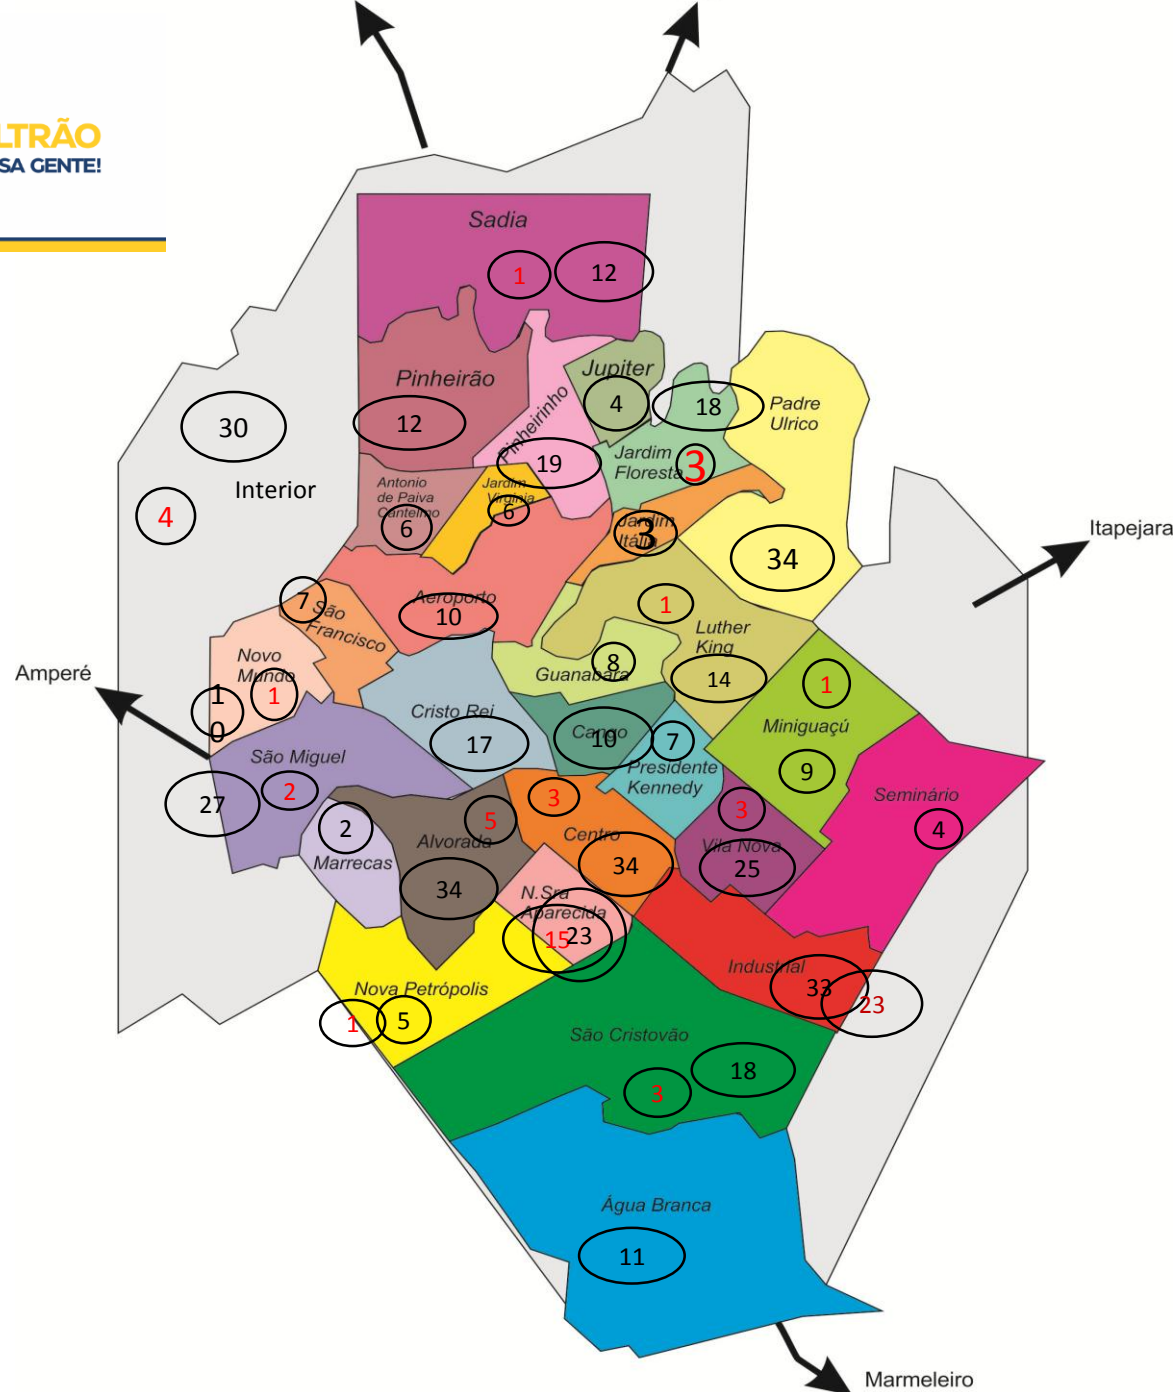 LTRÃO
SA GENTE!
Sadia
1
12
Pinheirão
12
Pinheirinho
19
Jupiter
4
18
Jardim
Floresta
3
Padre
Ulrico
34
30
Interior
4
Antonio
de Paiva
Cantelmo
6
Jardim
Virginia
6
Jardim
Itália
3
Itapejara
7
São
Francisco
Aeroporto
10
1
Luther
King
14
Guanabara
8
Novo
Mundo
1
1
0
Amperé
Cristo Rei
17
Cango
10
7
Presidente
Kennedy
1
Miniguaçú
9
São Miguel
2
27
2
Marrecas
5
Alvorada
34
3
Centro
34
3
Vila Nova
25
Seminário
4
N.Sra
Aparecida
15
23
Industrial
33
23
Nova Petrópolis
1
5
São Cristovão
18
3
Água Branca
11
Marmeleiro